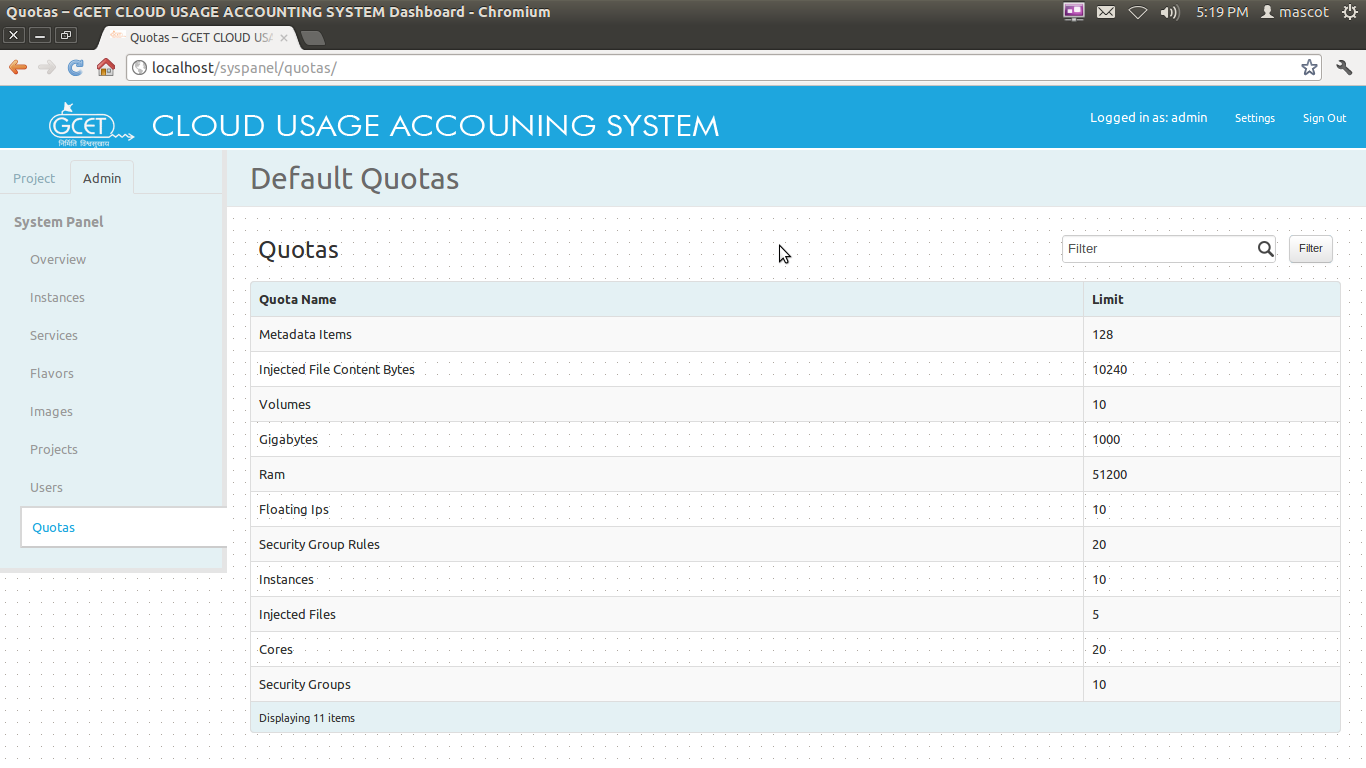 Quotas – GCET CLOUD USAGE ACCOUNTING SYSTEM Dashboard - Chromium
5:19 PM
mascot
Quotas – GCET CLOUD USA
localhost/syspanel/quotas/
GCET
निर्मिति विश्वसुखाय
CLOUD USAGE ACCOUNING SYSTEM
Logged in as: admin
Settings
Sign Out
Project
Admin
System Panel
Overview
Instances
Services
Flavors
Images
Projects
Users
Quotas
Default Quotas
Quotas
Filter
Filter
Quota Name Limit
Metadata Items 128
Injected File Content Bytes 10240
Volumes 10
Gigabytes 1000
Ram 51200
Floating Ips 10
Security Group Rules 20
Instances 10
Injected Files 5
Cores 20
Security Groups 10
Displaying 11 items